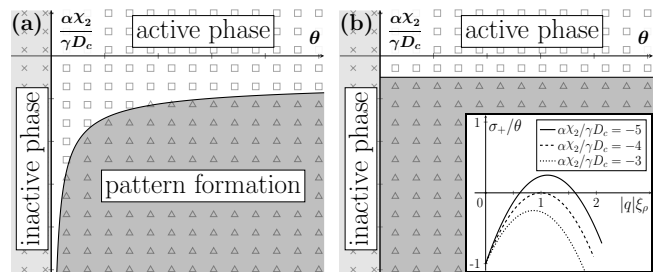 (a)
αχ₂
γD_c
active phase
θ
inactive phase
pattern formation
(b)
αχ₂
γD_c
active phase
θ
inactive phase
1
σ₊/θ
αχ₂/γD_c = −5
αχ₂/γD_c = −4
αχ₂/γD_c = −3
0
0 1 2 |q|ξ_ρ
-1